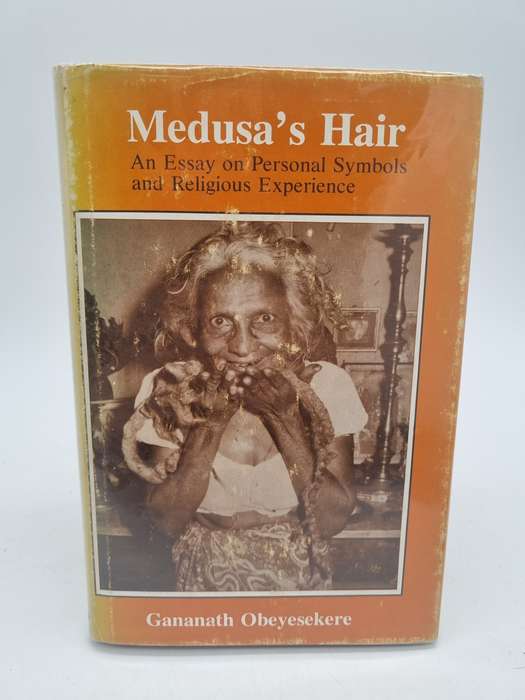 Medusa's Hair
An Essay on Personal Symbols
and Religious Experience
Gananath Obeyesekere